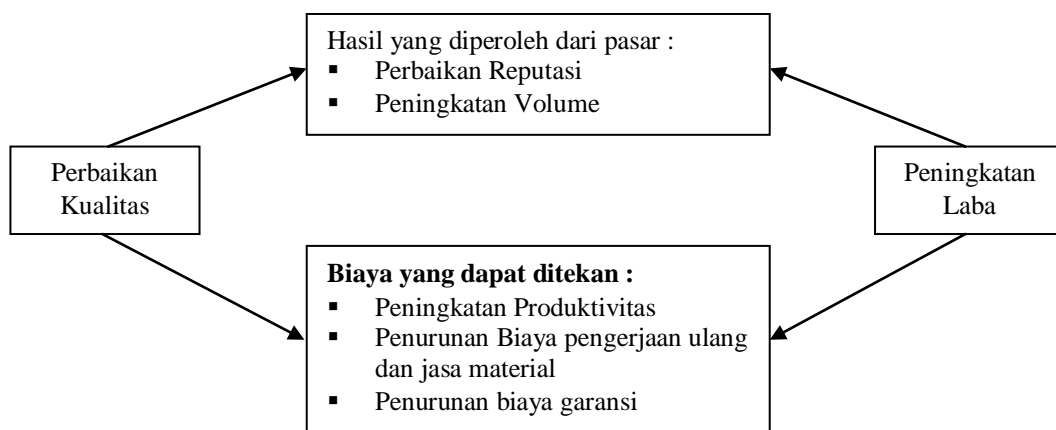 Hasil yang diperoleh dari pasar :
▪ Perbaikan Reputasi
▪ Peningkatan Volume
Perbaikan
Kualitas
Peningkatan
Laba
Biaya yang dapat ditekan :
▪ Peningkatan Produktivitas
▪ Penurunan Biaya pengerjaan ulang
dan jasa material
▪ Penurunan biaya garansi